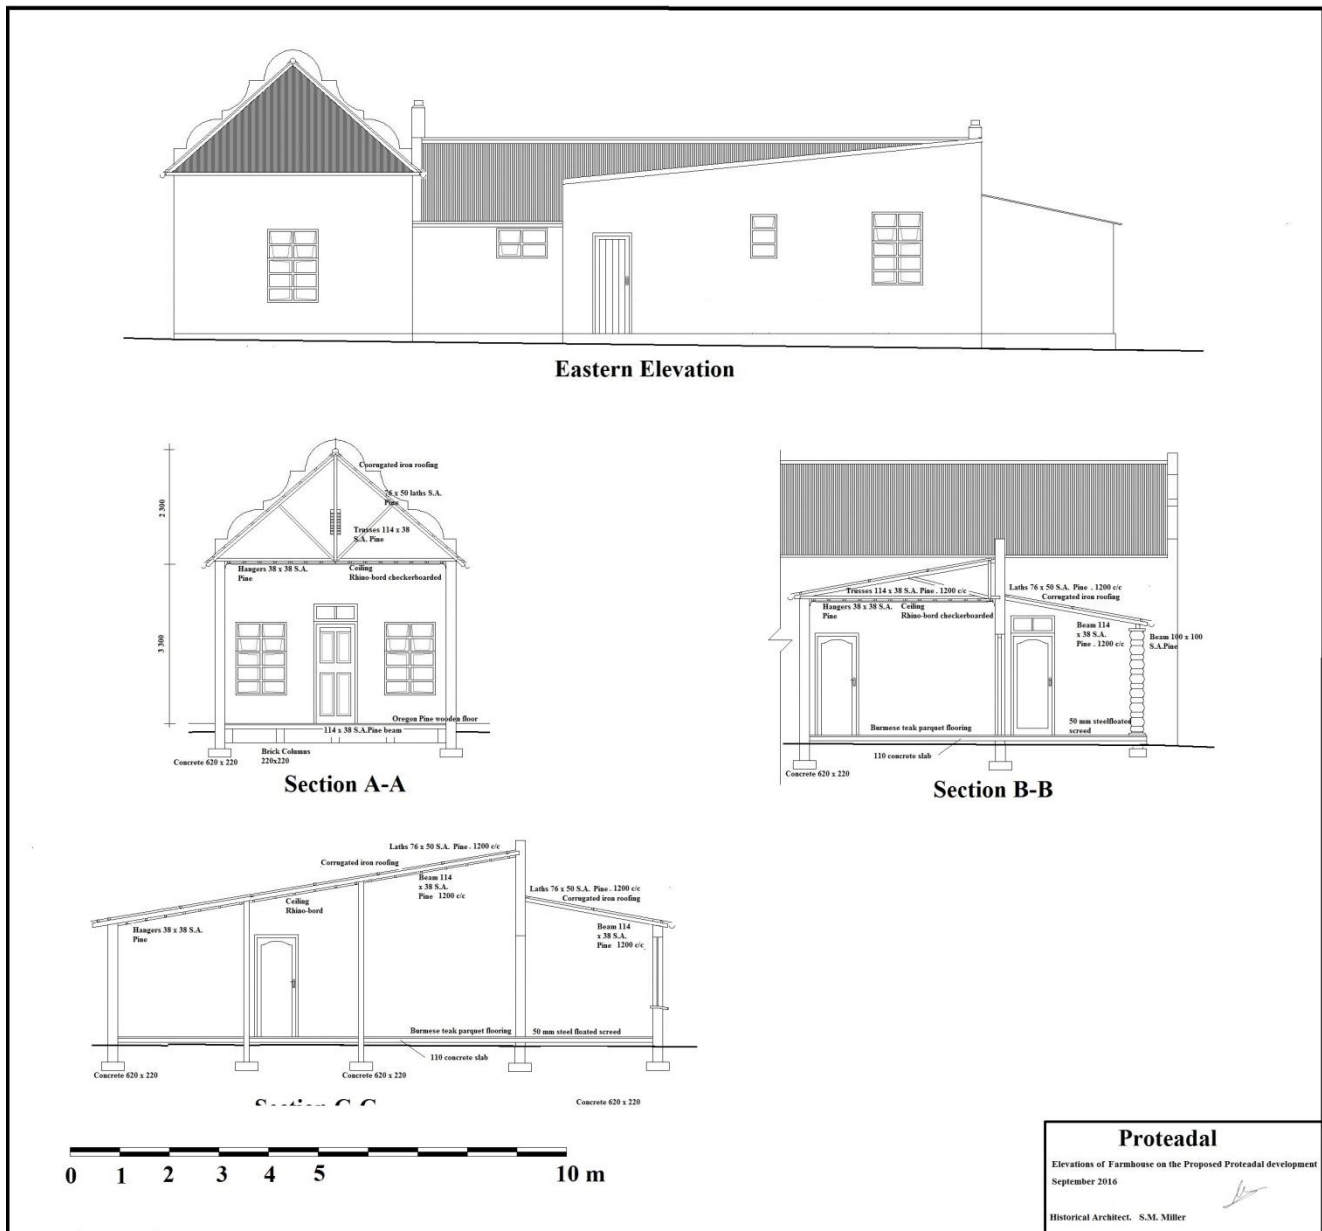 Eastern Elevation
2 300
3 300
Coorugated iron roofing
76 x 50 laths S.A.
Pine
Trusses 114 x 38
S.A. Pine
Hangers 38 x 38 S.A.
Pine
Ceiling
Rhino-bord checkerboarded
Oregon Pine wooden floor
114 x 38 S.A.Pine beam
Brick Columns
220x220
Concrete 620 x 220
Section A-A
Trusses 114 x 38 S.A. Pine . 1200 c/c
Hangers 38 x 38 S.A.
Pine
Ceiling
Rhino-bord checkerboarded
Laths 76 x 50 S.A. Pine . 1200 c/c
Corrugated iron roofing
Beam 114
x 38 S.A.
Pine . 1200 c/c
Beam 100 x 100
S.A.Pine
Burmese teak parquet flooring
50 mm steelfloated
screed
110 concrete slab
Concrete 620 x 220
Section B-B
Laths 76 x 50 S.A. Pine . 1200 c/c
Corrugated iron roofing
Beam 114
x 38 S.A.
Pine 1200 c/c
Ceiling
Rhino-bord
Hangers 38 x 38 S.A.
Pine
Laths 76 x 50 S.A. Pine . 1200 c/c
Corrugated iron roofing
Beam 114
x 38 S.A.
Pine 1200 c/c
Burmese teak parquet flooring
50 mm steel floated screed
110 concrete slab
Concrete 620 x 220
Concrete 620 x 220
Concrete 620 x 220
Section C-C
0 1 2 3 4 5 10 m
Proteadal
Elevations of Farmhouse on the Proposed Proteadal development
September 2016
Historical Architect. S.M. Miller